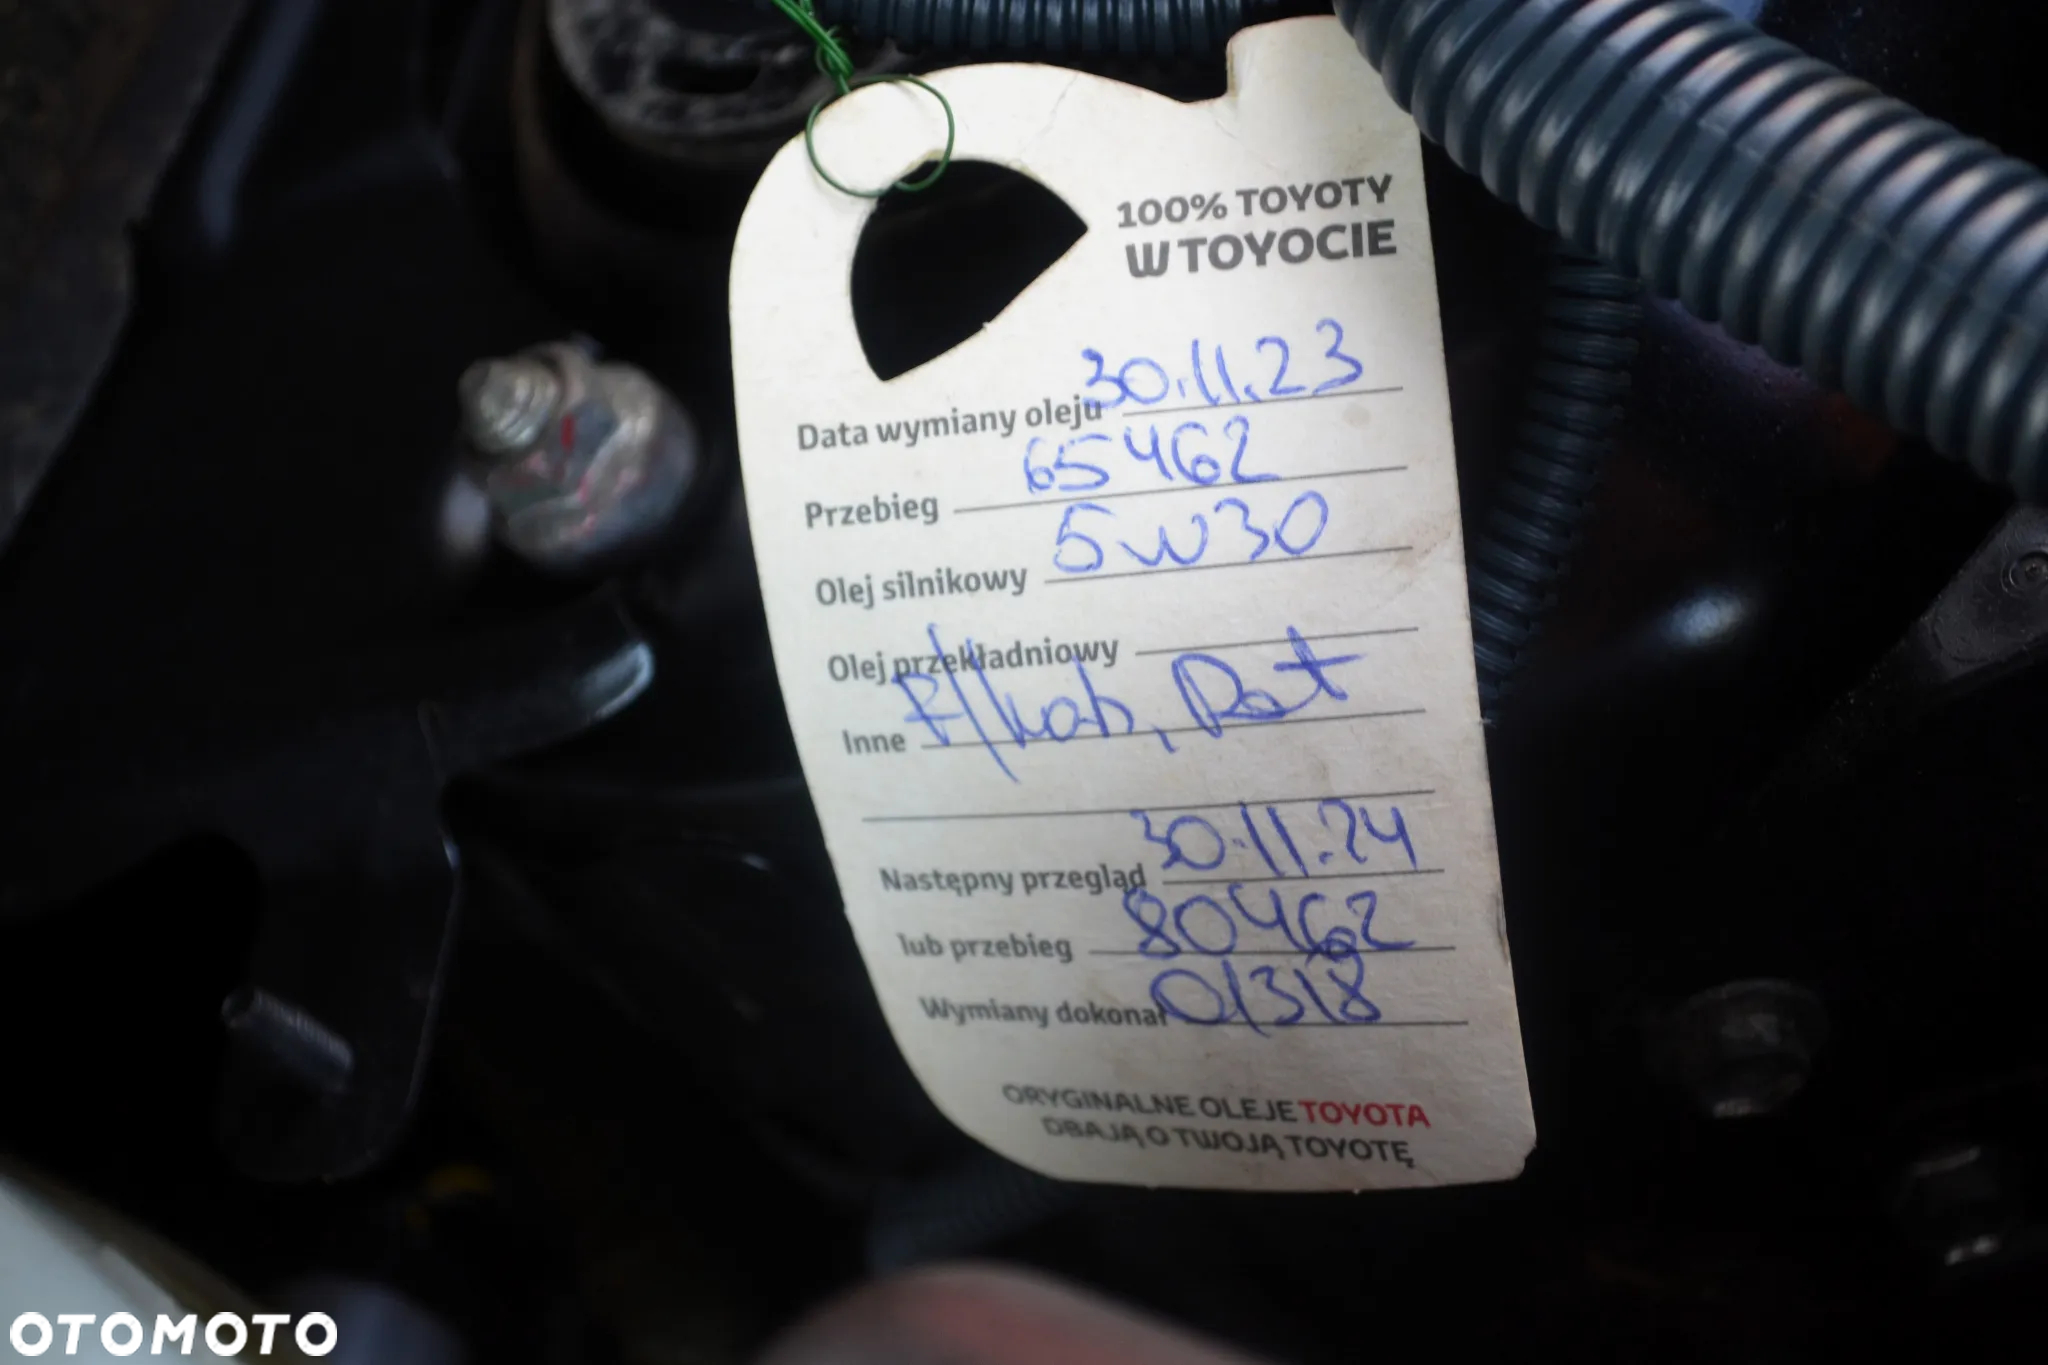 100% TOYOTY
W TOYOCIE
Data wymiany oleju 30.11.23
Przebieg 65462
Olej silnikowy 5W30
Olej przekładniowy
Inne F/kab,
Następny przegląd 30.11.24
lub przebieg 80462
Wymiany dokonał 01318
ORYGINALNE OLEJE TOYOTA
DBAJĄ O TWOJĄ TOYOTĘ
OTOMOTO